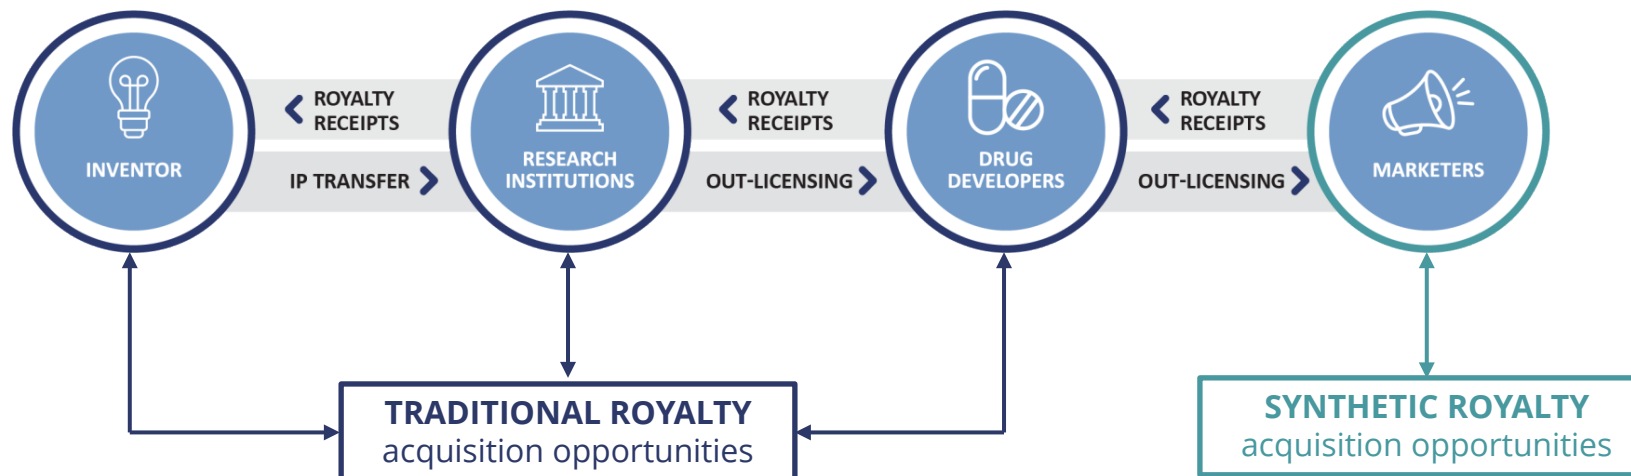 INVENTOR
ROYALTY
RECEIPTS
IP TRANSFER
RESEARCH
INSTITUTIONS
ROYALTY
RECEIPTS
OUT-LICENSING
DRUG
DEVELOPERS
ROYALTY
RECEIPTS
OUT-LICENSING
MARKETERS
TRADITIONAL ROYALTY
acquisition opportunities
SYNTHETIC ROYALTY
acquisition opportunities